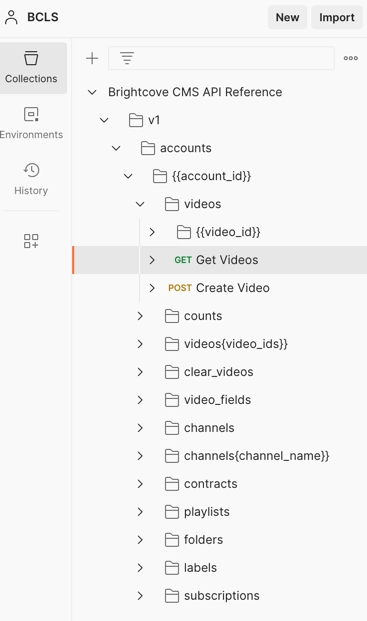 BCLS
New
Import
Collections
Environments
History
Brightcove CMS API Reference
v1
accounts
{{account_id}}
videos
{{video_id}}
GET Get Videos
POST Create Video
counts
videos{video_ids}}
clear_videos
video_fields
channels
channels{channel_name}}
contracts
playlists
folders
labels
subscriptions